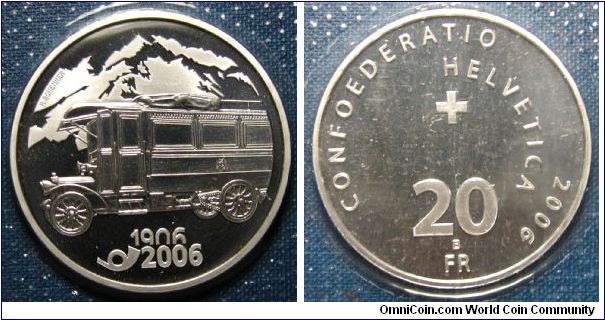 1906
2006
CONFOEDERATIO
HELVETICA 2006
20
B
FR
OmniCoin.com World Coin Community